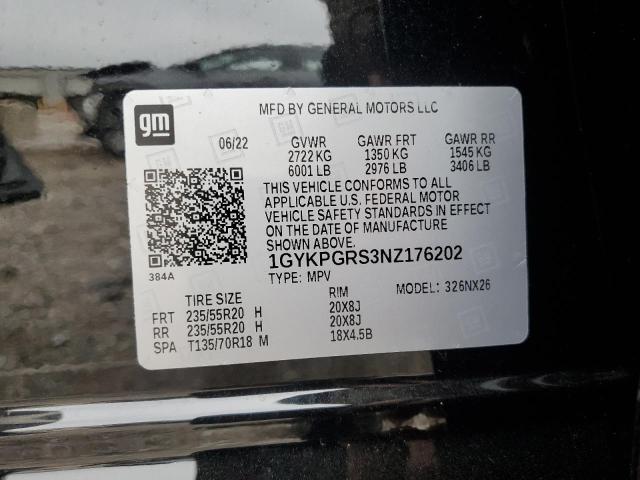 gm
MFD BY GENERAL MOTORS LLC
06/22 GVWR GAWR FRT GAWR RR
2722 KG 1350 KG 1545 KG
6001 LB 2976 LB 3406 LB
THIS VEHICLE CONFORMS TO ALL
APPLICABLE U.S. FEDERAL MOTOR
VEHICLE SAFETY STANDARDS IN EFFECT
ON THE DATE OF MANUFACTURE
SHOWN ABOVE.
384A
1GYKPGRS3NZ176202
TYPE: MPV MODEL: 326NX26
TIRE SIZE RIM
FRT 235/55R20 H 20X8J
RR 235/55R20 H 20X8J
SPA T135/70R18 M 18X4.5B